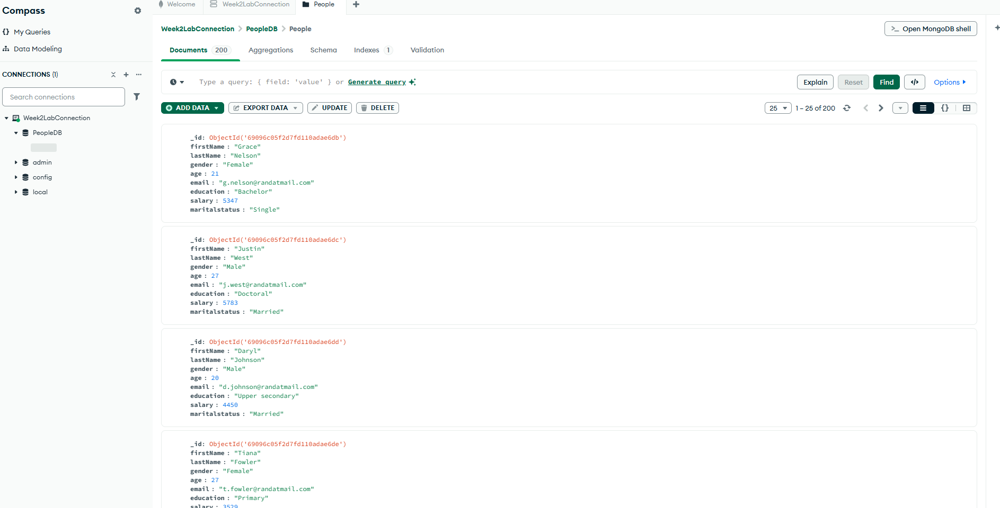 Compass
My Queries
Data Modeling
CONNECTIONS (1)
Search connections
Week2LabConnection
PeopleDB
admin
config
local
Welcome
Week2LabConnection
People
Week2LabConnection > PeopleDB > People
>_ Open MongoDB shell
Documents 200 Aggregations Schema Indexes 1 Validation
Type a query: { field: 'value' } or Generate query
Explain Reset Find </> Options
ADD DATA EXPORT DATA UPDATE DELETE
25 1 – 25 of 200 {}
_id: ObjectId('69096c05f2d7fd110adae6db')
firstName : "Grace"
lastName : "Nelson"
gender : "Female"
age : 21
email : "g.nelson@randatmail.com"
education : "Bachelor"
salary : 5347
maritalstatus : "Single"
_id: ObjectId('69096c05f2d7fd110adae6dc')
firstName : "Justin"
lastName : "West"
gender : "Male"
age : 27
email : "j.west@randatmail.com"
education : "Doctoral"
salary : 5783
maritalstatus : "Married"
_id: ObjectId('69096c05f2d7fd110adae6dd')
firstName : "Daryl"
lastName : "Johnson"
gender : "Male"
age : 20
email : "d.johnson@randatmail.com"
education : "Upper secondary"
salary : 4450
maritalstatus : "Married"
_id: ObjectId('69096c05f2d7fd110adae6de')
firstName : "Tiana"
lastName : "Fowler"
gender : "Female"
age : 27
email : "t.fowler@randatmail.com"
education : "Primary"
salary : 3529